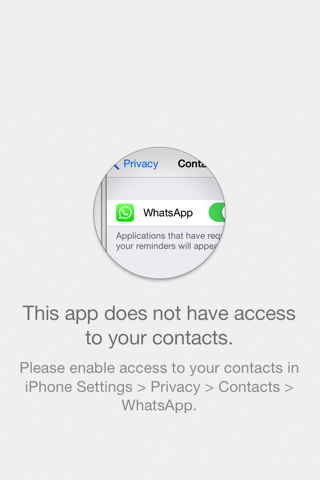 Privacy
Conta
WhatsApp
Applications that have req
your reminders will appea
This app does not have access
to your contacts.
Please enable access to your contacts in
iPhone Settings > Privacy > Contacts >
WhatsApp.